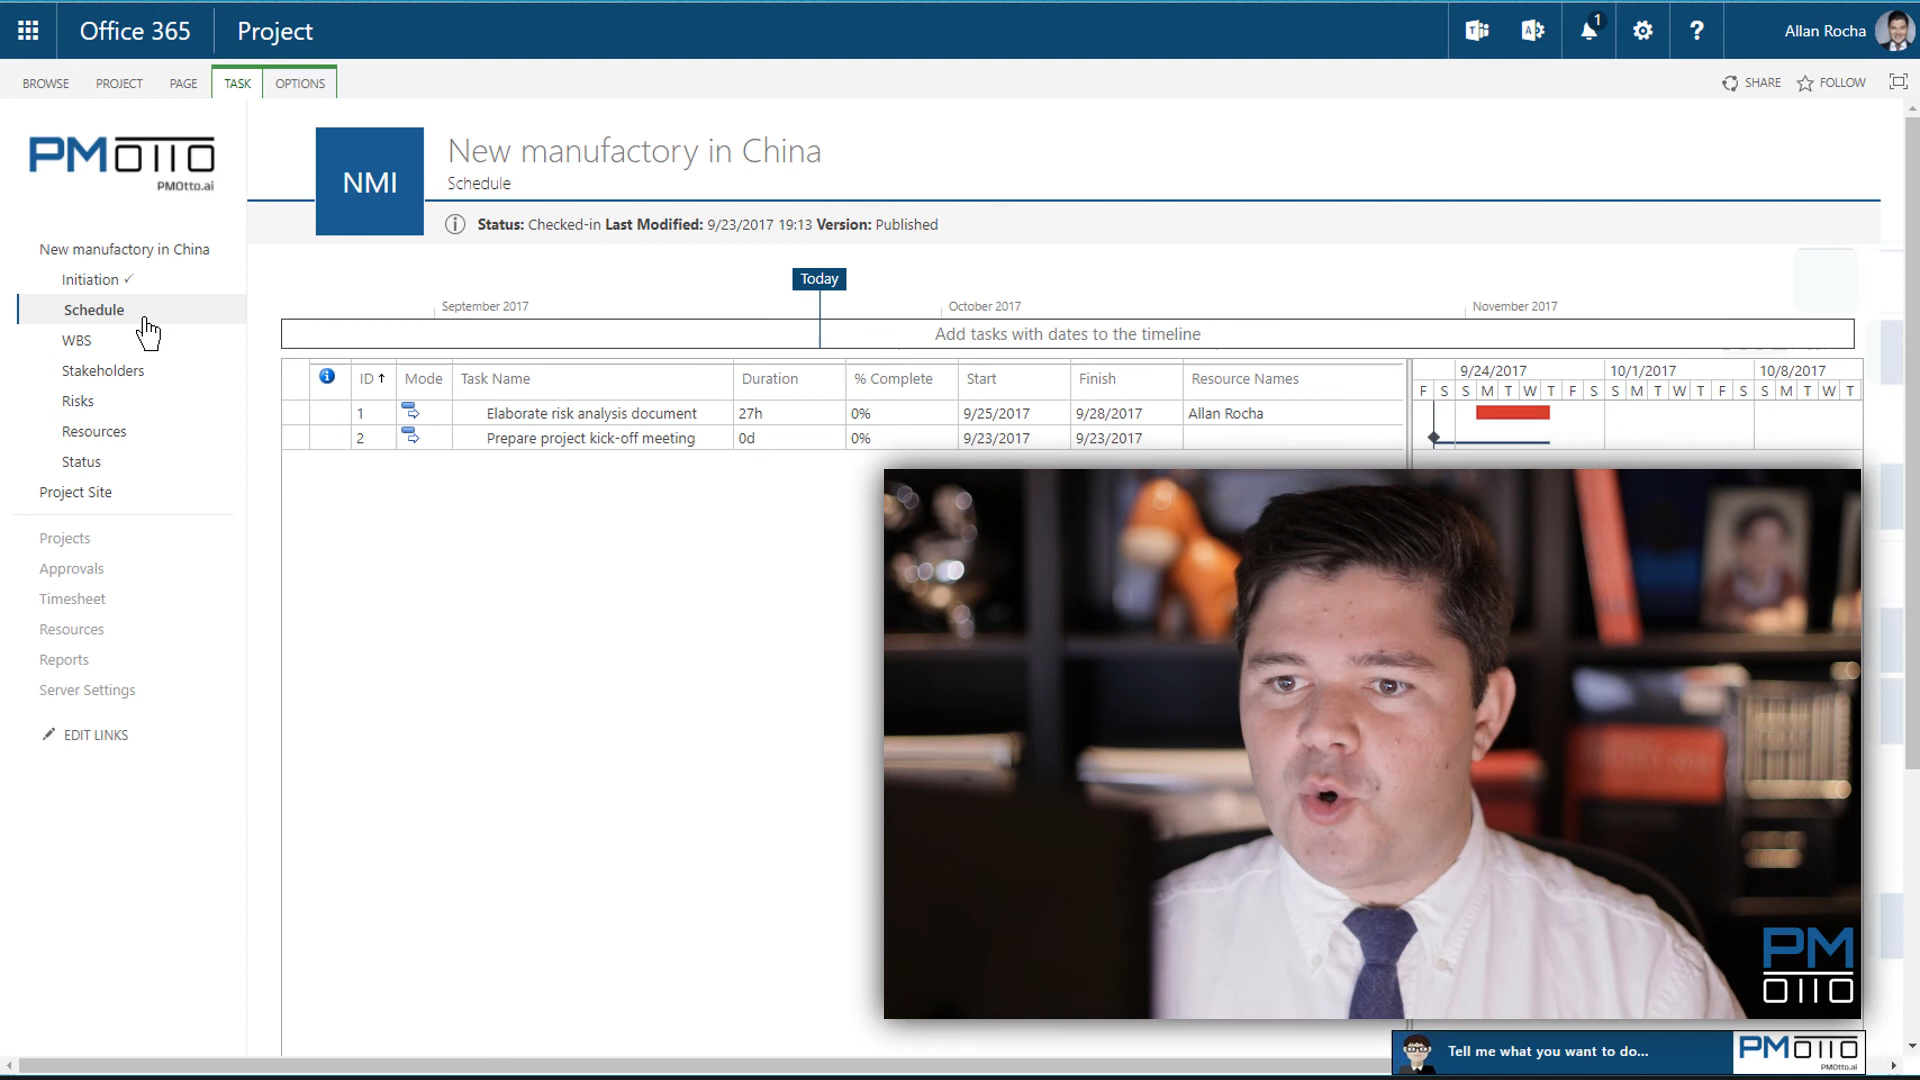 Office 365
Project
1
Allan Rocha
BROWSE
PROJECT
PAGE
TASK
OPTIONS
SHARE
FOLLOW
PMOTTO
PMOtto.ai
New manufactory in China
Initiation ✓
Schedule
WBS
Stakeholders
Risks
Resources
Status
Project Site
Projects
Approvals
Timesheet
Resources
Reports
Server Settings
EDIT LINKS
NMI
New manufactory in China
Schedule
Status: Checked-in Last Modified: 9/23/2017 19:13 Version: Published
Today
September 2017
October 2017
November 2017
Add tasks with dates to the timeline
ID↑ Mode Task Name Duration % Complete Start Finish Resource Names
9/24/2017 10/1/2017 10/8/2017
F S S M T W T F S S M T W T F S S M T W T
1 Elaborate risk analysis document 27h 0% 9/25/2017 9/28/2017 Allan Rocha
2 Prepare project kick-off meeting 0d 0% 9/23/2017 9/23/2017
PM
OTTO
Tell me what you want to do...
PMOTTO
PMOtto.ai